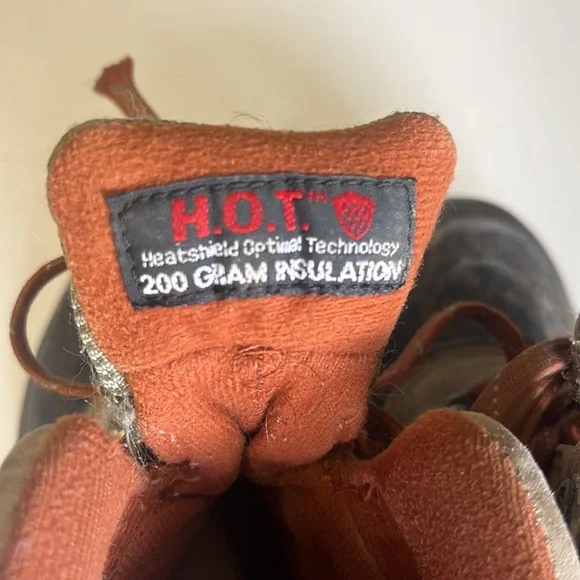 H.O.T.™
Heatshield Optimal Technology
200 GRAM INSULATION